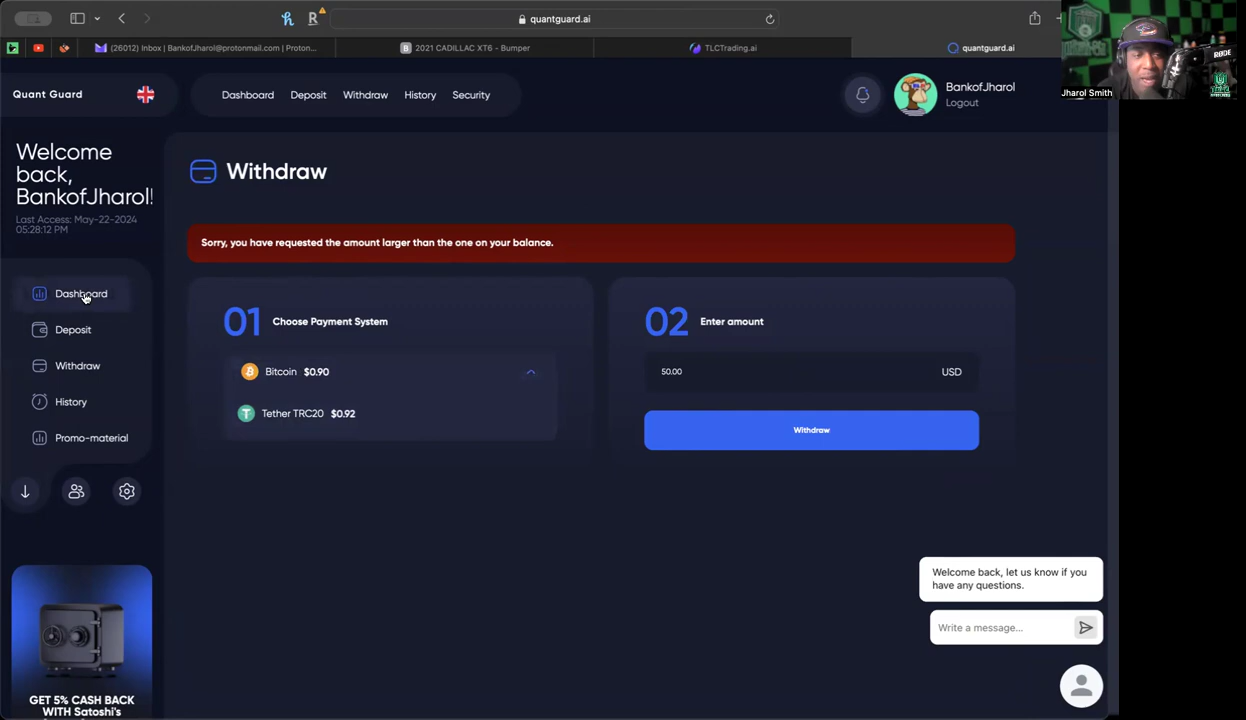 quantguard.ai
(26012) Inbox | BankofJharol@protonmail.com | Proton...
2021 CADILLAC XT6 - Bumper
TLCTrading.ai
quantguard.ai
RØDE
Jharol Smith
Quant Guard
Dashboard
Deposit
Withdraw
History
Security
BankofJharol
Logout
Welcome
back,
BankofJharol!
Last Access: May-22-2024
05:28:12 PM
Dashboard
Deposit
Withdraw
History
Promo-material
GET 5% CASH BACK
WITH Satoshi's
Withdraw
Sorry, you have requested the amount larger than the one on your balance.
01 Choose Payment System
Bitcoin $0.90
Tether TRC20 $0.92
02 Enter amount
50.00 USD
Withdraw
Welcome back, let us know if you
have any questions.
Write a message...